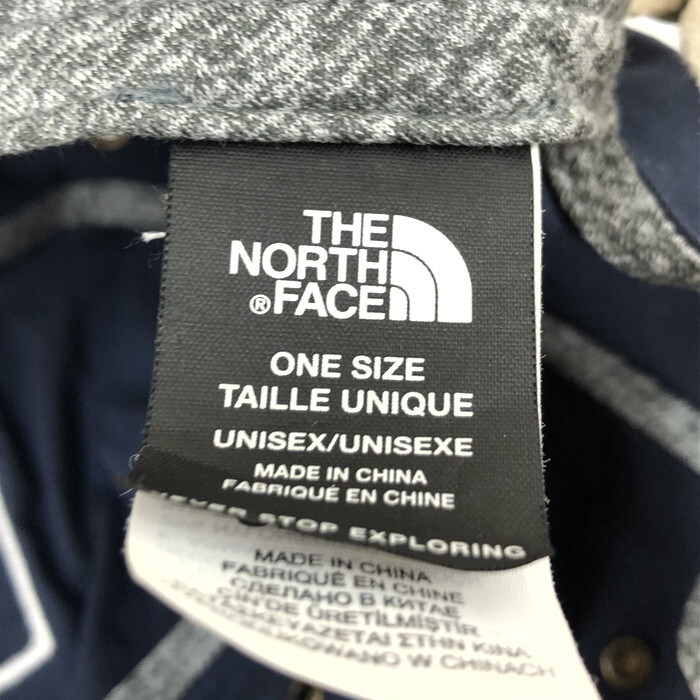 THE
NORTH
®FACE
ONE SIZE
TAILLE UNIQUE
UNISEX/UNISEXE
MADE IN CHINA
FABRIQUÉ EN CHINE
NEVER STOP EXPLORING
MADE IN CHINA
FABRIQUÉ EN CHINE
СДЕЛАНО В КИТАЕ
ÇİN'DE ÜRETİLMİŞTİR
ΚΑΤΑΣΚΕΥΑΖΕΤΑΙ ΣΤΗΝ ΚΙΝΑ
WYPRODUKOWANO W CHINACH